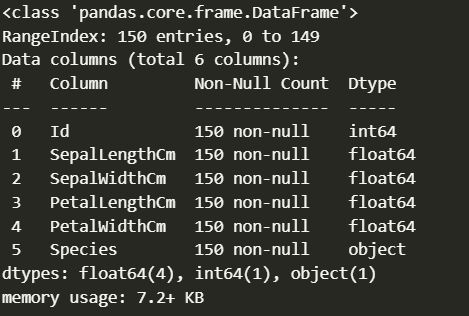 <class 'pandas.core.frame.DataFrame'>
RangeIndex: 150 entries, 0 to 149
Data columns (total 6 columns):
 #   Column         Non-Null Count  Dtype
---  ------         --------------  -----
 0   Id             150 non-null    int64
 1   SepalLengthCm  150 non-null    float64
 2   SepalWidthCm   150 non-null    float64
 3   PetalLengthCm  150 non-null    float64
 4   PetalWidthCm   150 non-null    float64
 5   Species        150 non-null    object
dtypes: float64(4), int64(1), object(1)
memory usage: 7.2+ KB